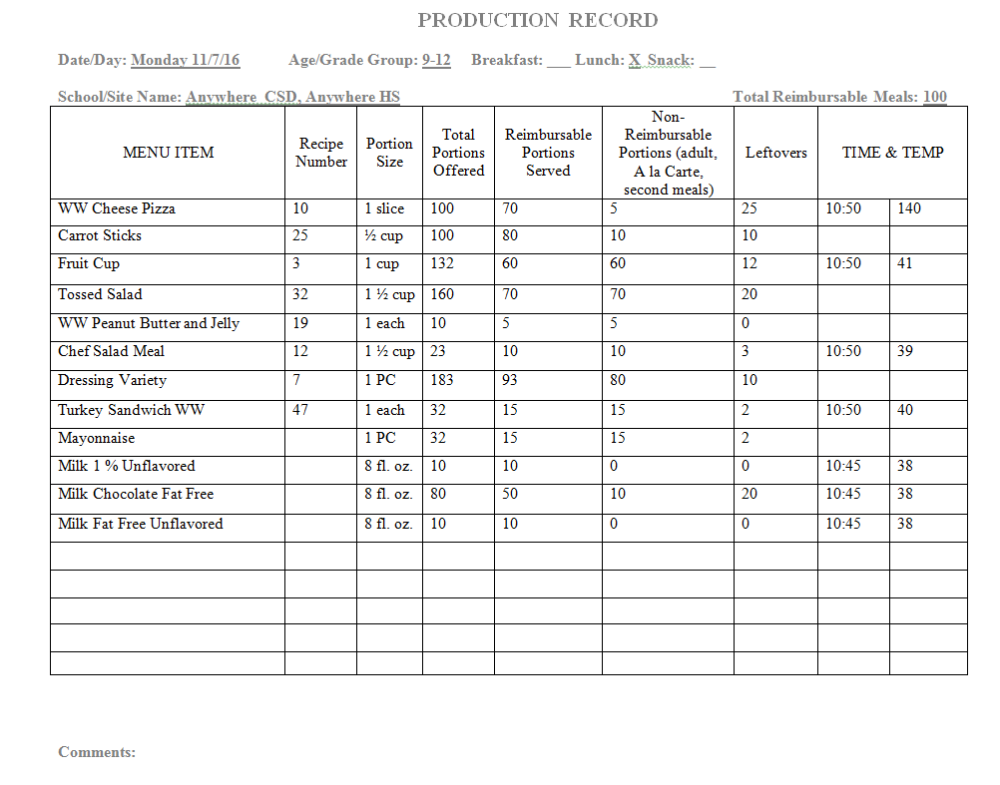 PRODUCTION RECORD
Date/Day: Monday 11/7/16 Age/Grade Group: 9-12 Breakfast: ___ Lunch: X Snack: __
School/Site Name: Anywhere CSD, Anywhere HS Total Reimbursable Meals: 100
MENU ITEM Recipe Number Portion Size Total Portions Offered Reimbursable Portions Served Non-Reimbursable Portions (adult, A la Carte, second meals) Leftovers TIME & TEMP
WW Cheese Pizza 10 1 slice 100 70 5 25 10:50 140
Carrot Sticks 25 ½ cup 100 80 10 10
Fruit Cup 3 1 cup 132 60 60 12 10:50 41
Tossed Salad 32 1 ½ cup 160 70 70 20
WW Peanut Butter and Jelly 19 1 each 10 5 5 0
Chef Salad Meal 12 1 ½ cup 23 10 10 3 10:50 39
Dressing Variety 7 1 PC 183 93 80 10
Turkey Sandwich WW 47 1 each 32 15 15 2 10:50 40
Mayonnaise 1 PC 32 15 15 2
Milk 1 % Unflavored 8 fl. oz. 10 10 0 0 10:45 38
Milk Chocolate Fat Free 8 fl. oz. 80 50 10 20 10:45 38
Milk Fat Free Unflavored 8 fl. oz. 10 10 0 0 10:45 38
Comments: